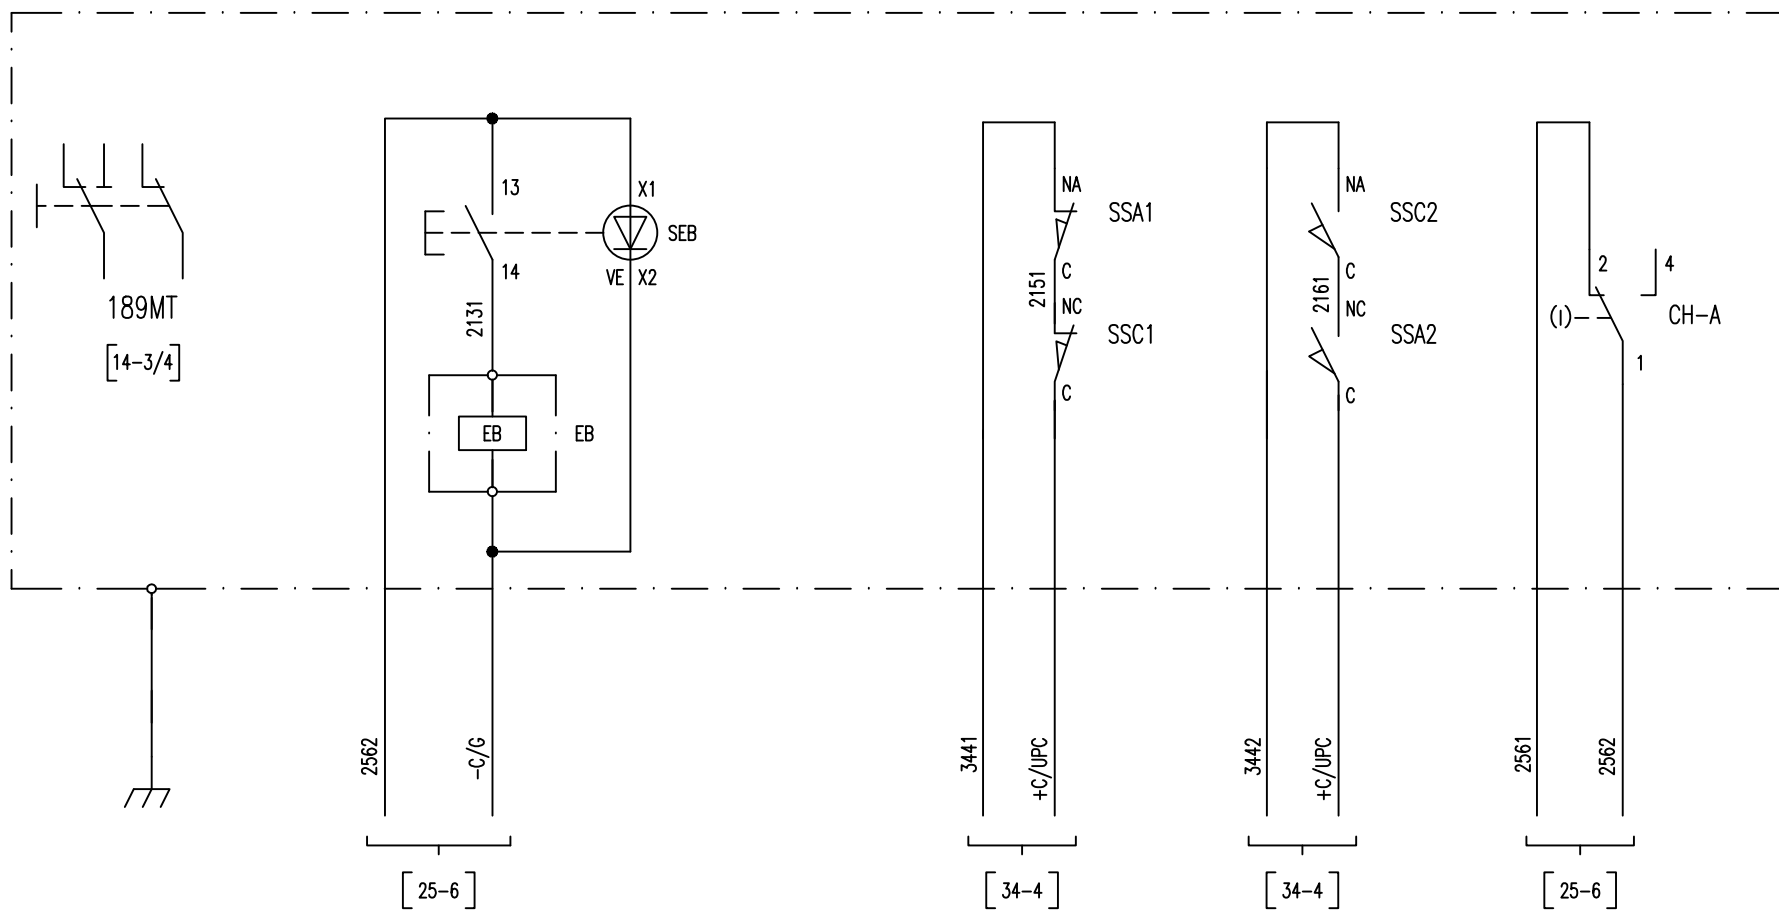 189MT
[14-3/4]
13
14
2131
EB
EB
X1
SEB
VE X2
2562
-C/G
[25-6]
NA
SSA1
C
2151
NC
SSC1
C
3441
+C/UPC
[34-4]
NA
SSC2
C
2161
NC
SSA2
C
3442
+C/UPC
[34-4]
2
4
(I)
CH-A
1
2561
2562
[25-6]